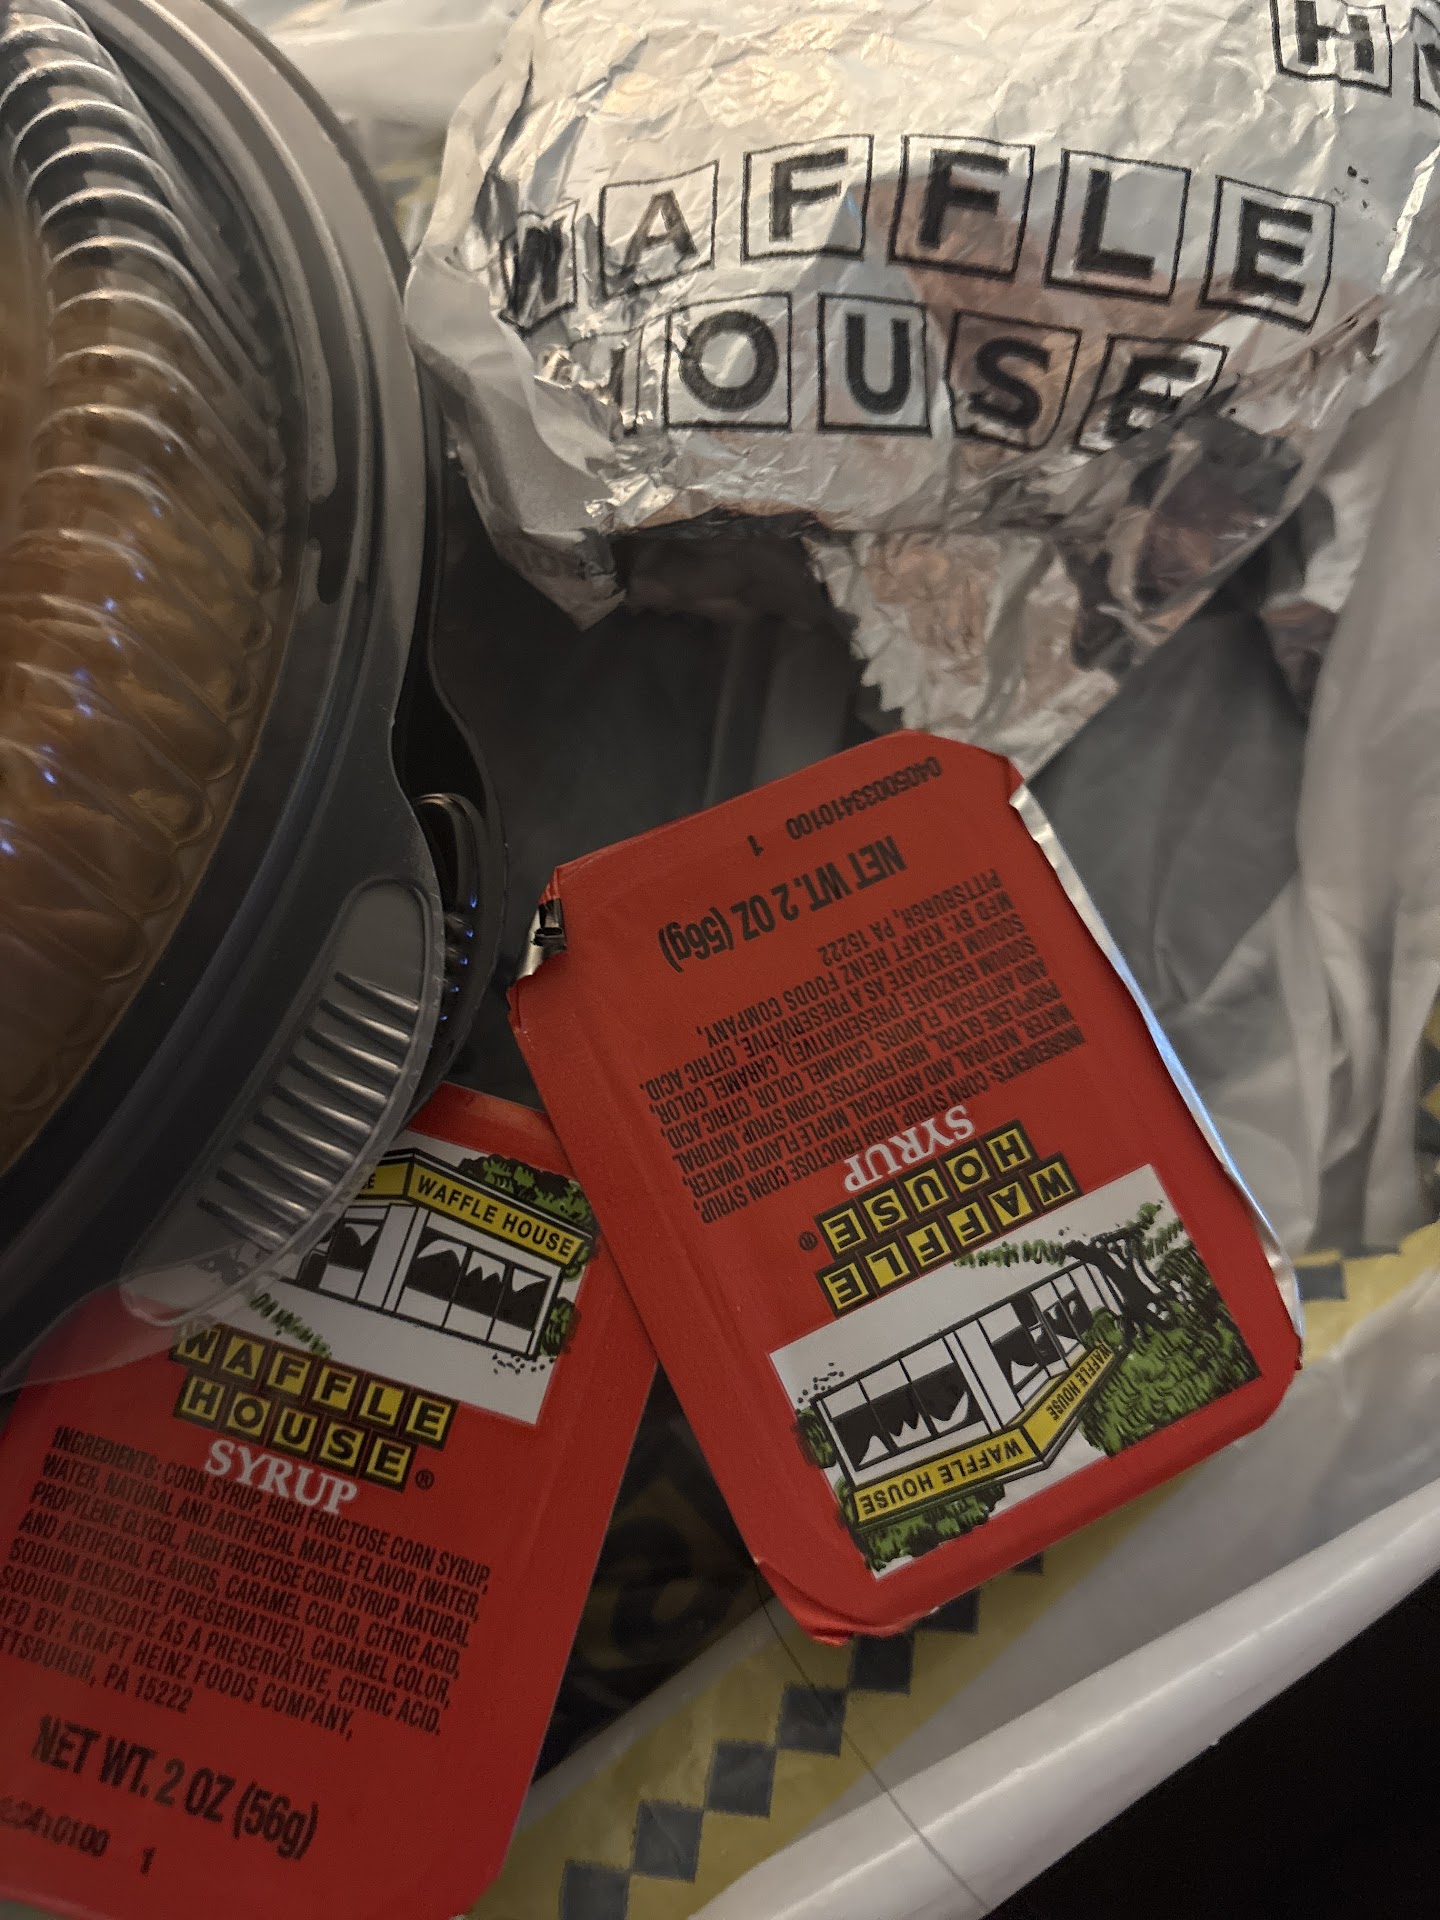 H
WAFFLE
HOUSE
0405003410100 1
NET WT. 2 OZ (56g)
PITTSBURGH, PA 15222
MFD BY: KRAFT HEINZ FOODS COMPANY,
SODIUM BENZOATE AS A PRESERVATIVE, CITRIC ACID.
SODIUM BENZOATE [PRESERVATIVE]), CARAMEL COLOR,
AND ARTIFICIAL FLAVORS, CARAMEL COLOR, CITRIC ACID,
PROPYLENE GLYCOL, HIGH FRUCTOSE CORN SYRUP, NATURAL
WATER, NATURAL AND ARTIFICIAL MAPLE FLAVOR (WATER,
INGREDIENTS: CORN SYRUP, HIGH FRUCTOSE CORN SYRUP,
SYRUP
HOUSE®
WAFFLE
WAFFLE HOUSE
WAFFLE HOUSE
E
WAFFLE HOUSE
WAFFLE
HOUSE®
SYRUP
INGREDIENTS: CORN SYRUP, HIGH FRUCTOSE CORN SYRUP,
WATER, NATURAL AND ARTIFICIAL MAPLE FLAVOR (WATER,
PROPYLENE GLYCOL, HIGH FRUCTOSE CORN SYRUP, NATURAL
AND ARTIFICIAL FLAVORS, CARAMEL COLOR, CITRIC ACID,
SODIUM BENZOATE [PRESERVATIVE]), CARAMEL COLOR,
SODIUM BENZOATE AS A PRESERVATIVE, CITRIC ACID.
MFD BY: KRAFT HEINZ FOODS COMPANY,
PITTSBURGH, PA 15222
NET WT. 2 OZ (56g)
1